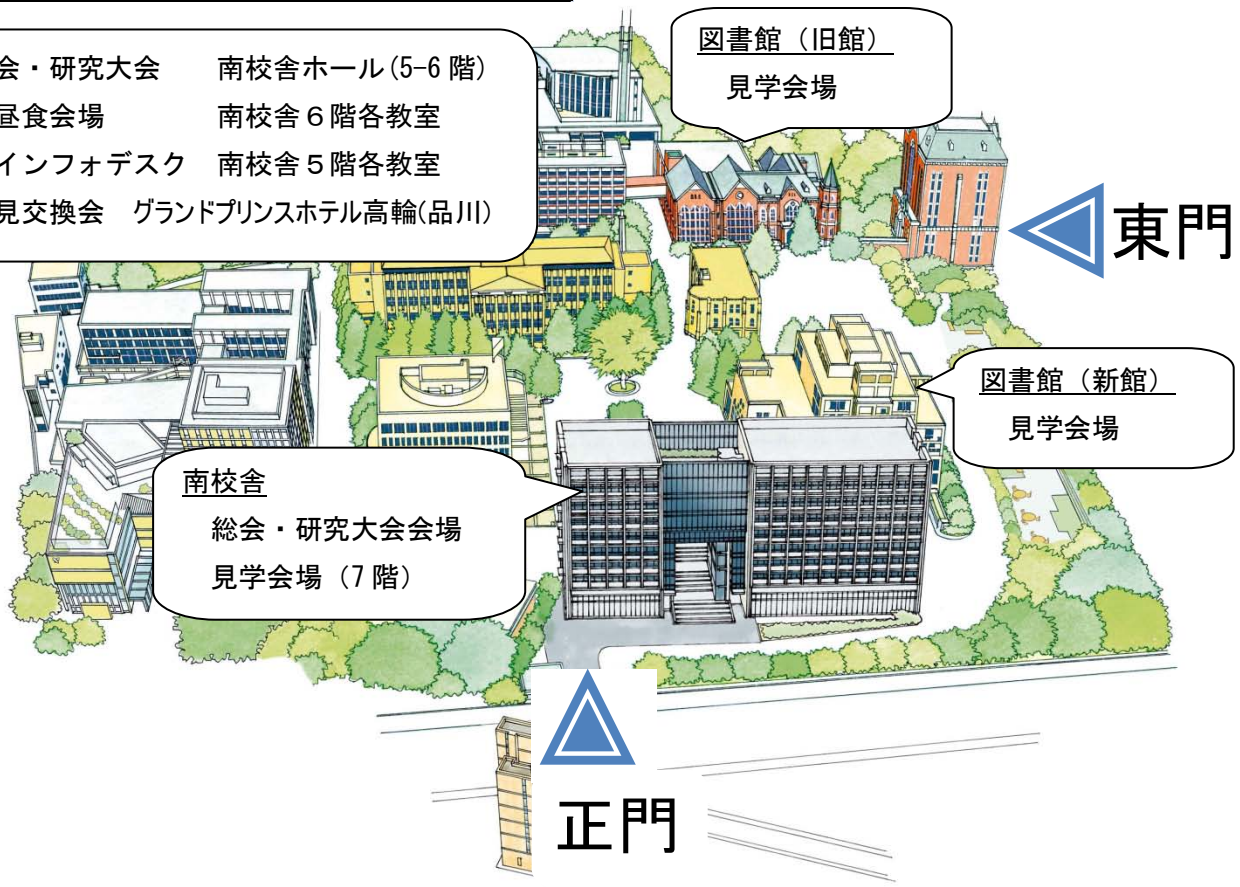 会・研究大会　南校舎ホール(5-6 階)
昼食会場　南校舎６階各教室
インフォデスク　南校舎５階各教室
見交換会　グランドプリンスホテル高輪(品川)
図書館（旧館）
見学会場
東門
図書館（新館）
見学会場
南校舎
総会・研究大会会場
見学会場（7 階）
正門